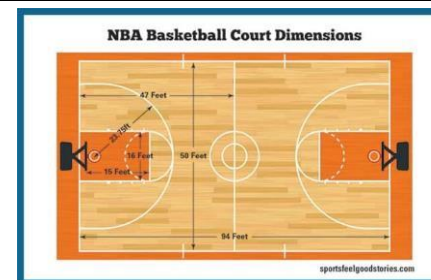 NBA Basketball Court Dimensions
47 Feet
23.75ft
16 Feet
50 Feet
15 Feet
94 Feet
sportsfeelgoodstories.com